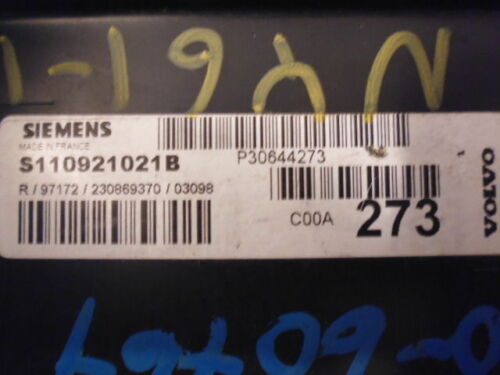 SIEMENS
MADE IN FRANCE
S110921021B
P30644273
R / 97172 / 230869370 / 03098
C00A
273
VOLVO